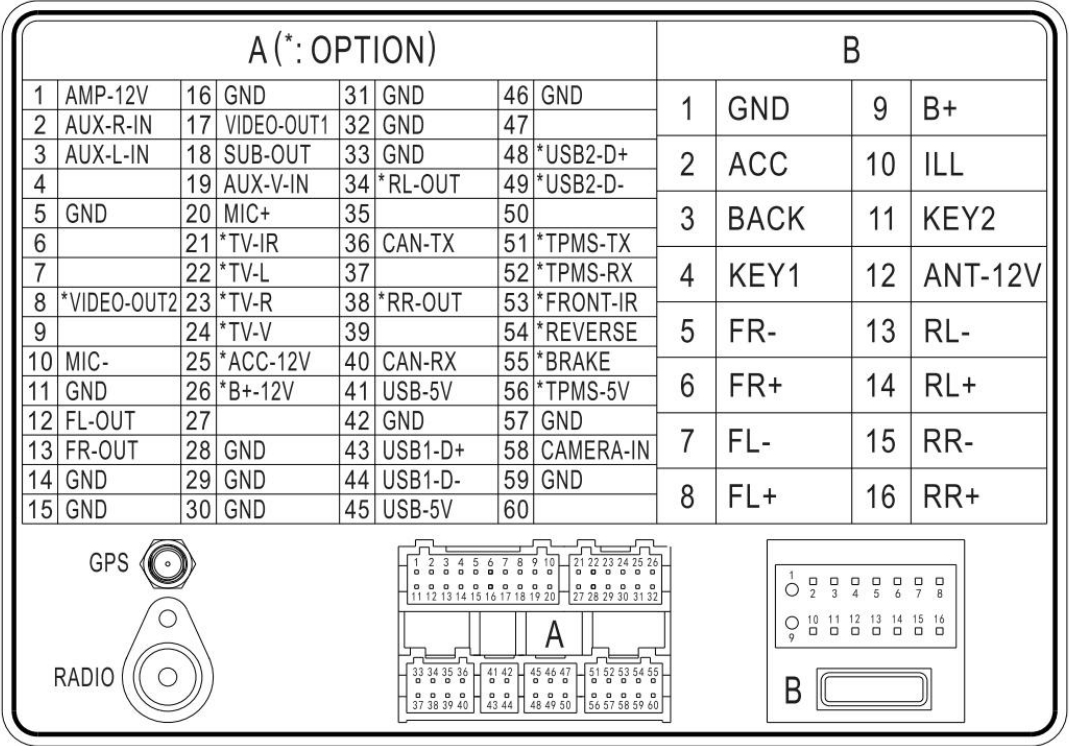 A (*: OPTION) B
1 AMP-12V 16 GND 31 GND 46 GND
2 AUX-R-IN 17 VIDEO-OUT1 32 GND 47
3 AUX-L-IN 18 SUB-OUT 33 GND 48 *USB2-D+
4 19 AUX-V-IN 34 *RL-OUT 49 *USB2-D-
5 GND 20 MIC+ 35 50
6 21 *TV-IR 36 CAN-TX 51 *TPMS-TX
7 22 *TV-L 37 52 *TPMS-RX
8 *VIDEO-OUT2 23 *TV-R 38 *RR-OUT 53 *FRONT-IR
9 24 *TV-V 39 54 *REVERSE
10 MIC- 25 *ACC-12V 40 CAN-RX 55 *BRAKE
11 GND 26 *B+-12V 41 USB-5V 56 *TPMS-5V
12 FL-OUT 27 42 GND 57 GND
13 FR-OUT 28 GND 43 USB1-D+ 58 CAMERA-IN
14 GND 29 GND 44 USB1-D- 59 GND
15 GND 30 GND 45 USB-5V 60
1 GND 9 B+
2 ACC 10 ILL
3 BACK 11 KEY2
4 KEY1 12 ANT-12V
5 FR- 13 RL-
6 FR+ 14 RL+
7 FL- 15 RR-
8 FL+ 16 RR+
GPS
RADIO
1 2 3 4 5 6 7 8 9 10 21 22 23 24 25 26
11 12 13 14 15 16 17 18 19 20 27 28 29 30 31 32
A
33 34 35 36 41 42 45 46 47 51 52 53 54 55
37 38 39 40 43 44 48 49 50 56 57 58 59 60
1
2 3 4 5 6 7 8
10 11 12 13 14 15 16
9
B